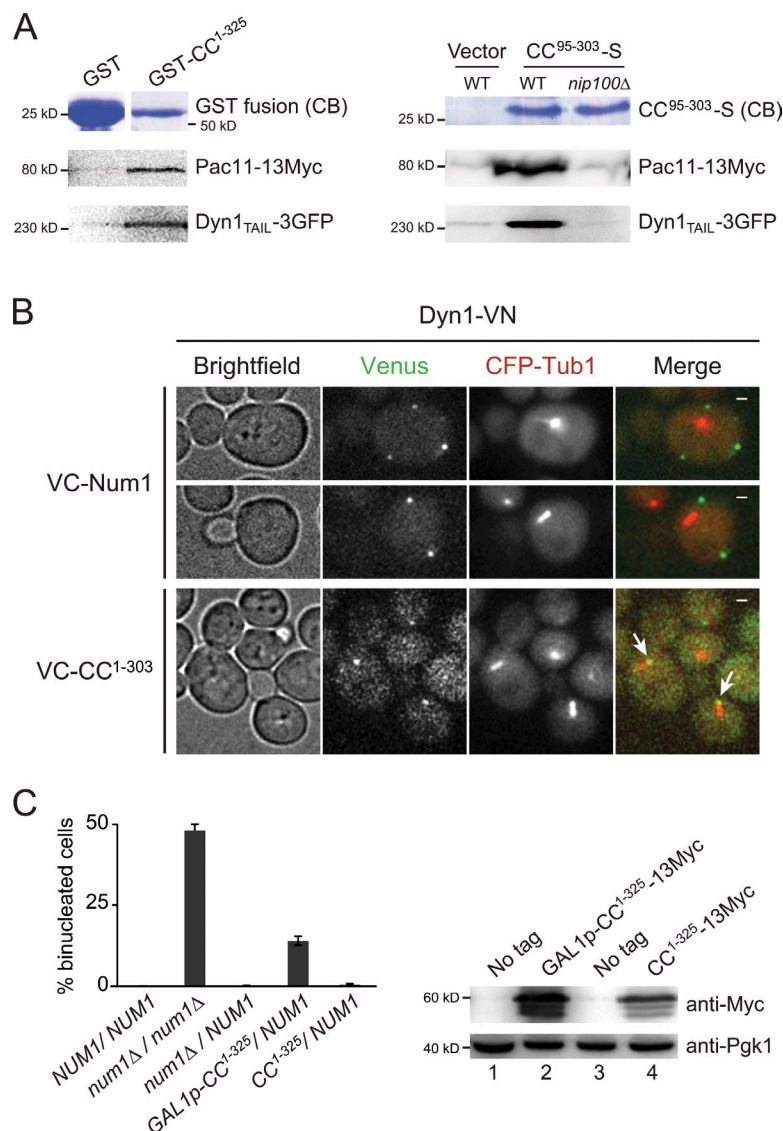 A
GST
GST-CC1-325
25 kD
GST fusion (CB)
50 kD
80 kD
Pac11-13Myc
230 kD
Dyn1TAIL-3GFP
Vector CC95-303-S
WT WT nip100Δ
25 kD
CC95-303-S (CB)
80 kD
Pac11-13Myc
230 kD
Dyn1TAIL-3GFP
B
Dyn1-VN
Brightfield Venus CFP-Tub1 Merge
VC-Num1
VC-CC1-303
C
% binucleated cells
50
25
0
NUM1/ NUM1
num1Δ / num1Δ
num1Δ / NUM1
GAL1p-CC1-325/ NUM1
CC1-325/ NUM1
No tag
GAL1p-CC1-325-13Myc
No tag
CC1-325-13Myc
60 kD
anti-Myc
40 kD
anti-Pgk1
1 2 3 4